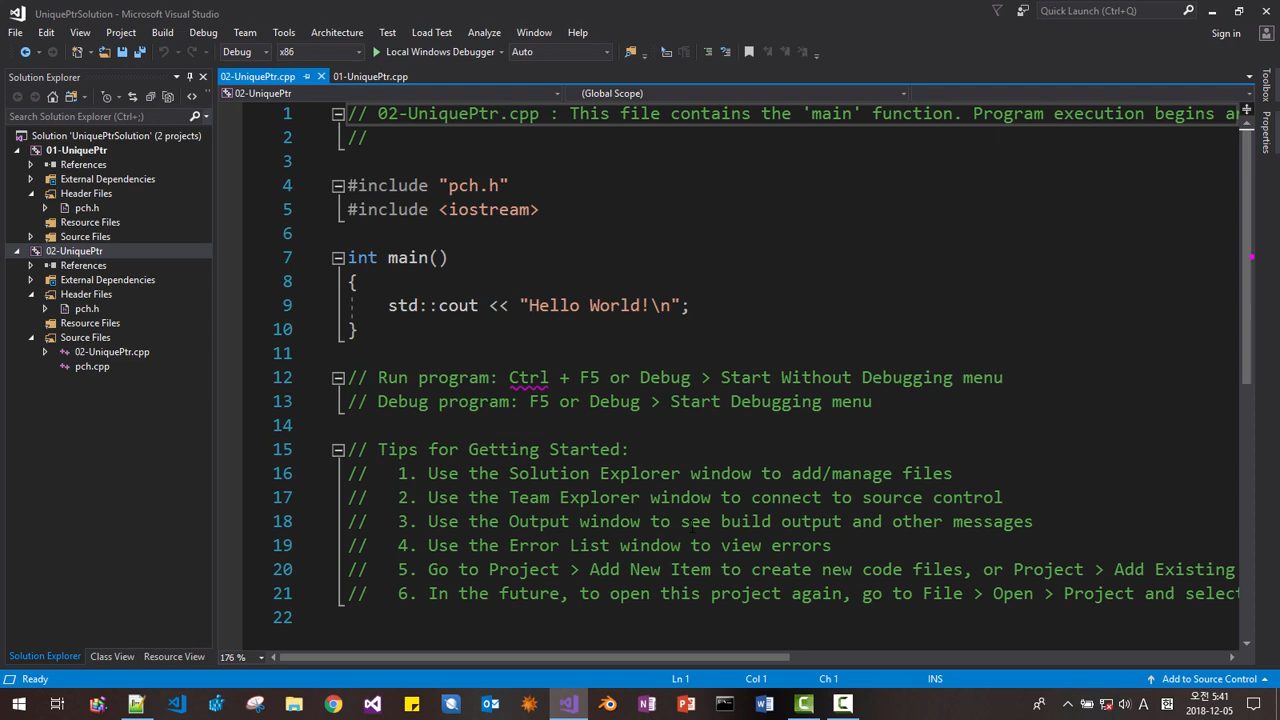 UniquePtrSolution - Microsoft Visual Studio
Quick Launch (Ctrl+Q)
File Edit View Project Build Debug Team Tools Architecture Test Load Test Analyze Window Help
Sign in
Debug x86 Local Windows Debugger Auto
Solution Explorer
02-UniquePtr.cpp 01-UniquePtr.cpp
02-UniquePtr (Global Scope)
Search Solution Explorer (Ctrl+;)
Solution 'UniquePtrSolution' (2 projects)
01-UniquePtr
References
External Dependencies
Header Files
pch.h
Resource Files
Source Files
02-UniquePtr
References
External Dependencies
Header Files
pch.h
Resource Files
Source Files
02-UniquePtr.cpp
pch.cpp
1 // 02-UniquePtr.cpp : This file contains the 'main' function. Program execution begins
2 //
3
4 #include "pch.h"
5 #include <iostream>
6
7 int main()
8 {
9 std::cout << "Hello World!\n";
10 }
11
12 // Run program: Ctrl + F5 or Debug > Start Without Debugging menu
13 // Debug program: F5 or Debug > Start Debugging menu
14
15 // Tips for Getting Started:
16 // 1. Use the Solution Explorer window to add/manage files
17 // 2. Use the Team Explorer window to connect to source control
18 // 3. Use the Output window to see build output and other messages
19 // 4. Use the Error List window to view errors
20 // 5. Go to Project > Add New Item to create new code files, or Project > Add Existing
21 // 6. In the future, to open this project again, go to File > Open > Project and select
22
Toolbox
Properties
Solution Explorer Class View Resource View
176 %
Ready Ln 1 Col 1 Ch 1 INS Add to Source Control
A
오전 5:41
2018-12-05